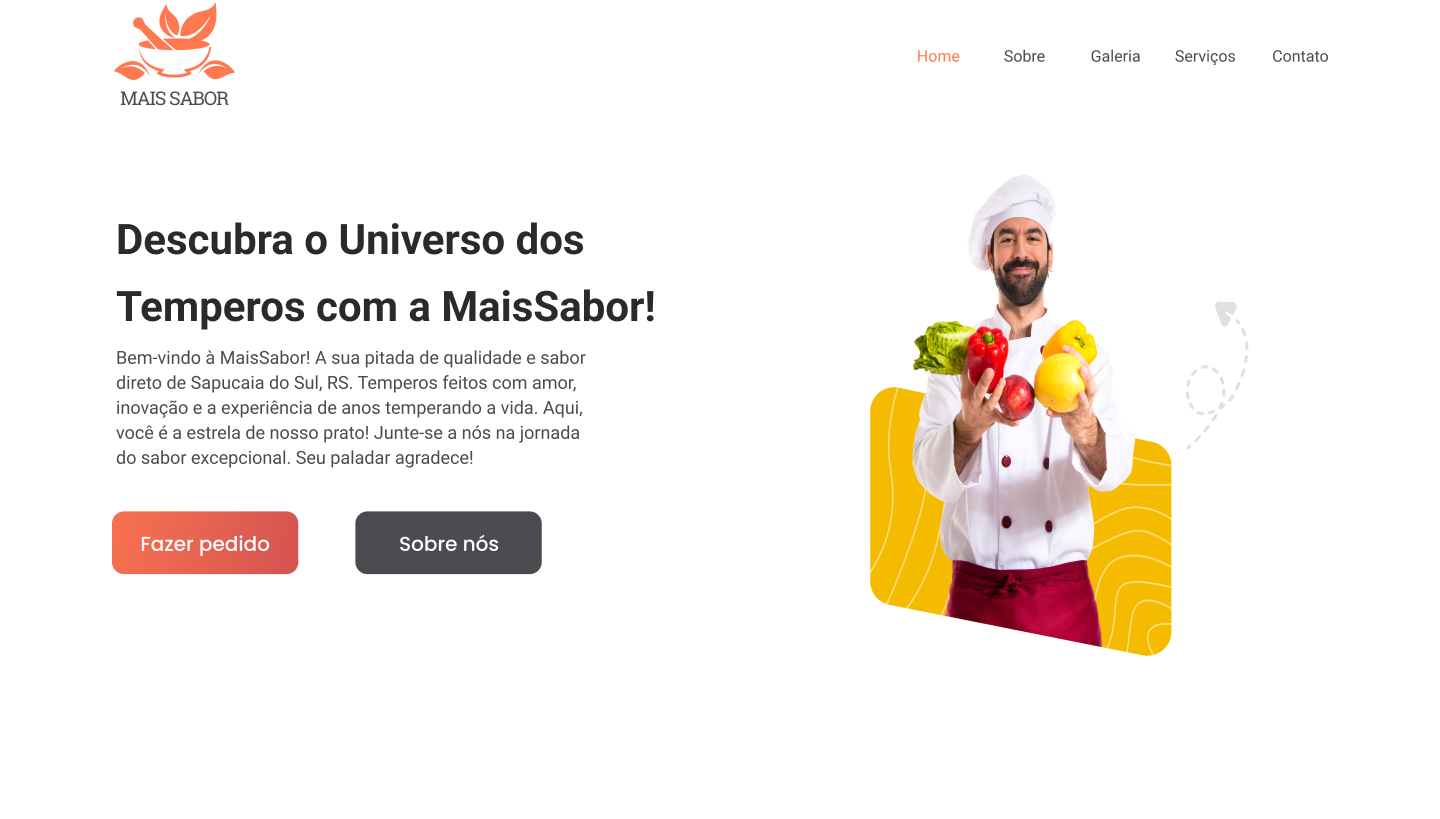 MAIS SABOR
Home
Sobre
Galeria
Serviços
Contato
Descubra o Universo dos
Temperos com a MaisSabor!
Bem-vindo à MaisSabor! A sua pitada de qualidade e sabor
direto de Sapucaia do Sul, RS. Temperos feitos com amor,
inovação e a experiência de anos temperando a vida. Aqui,
você é a estrela de nosso prato! Junte-se a nós na jornada
do sabor excepcional. Seu paladar agradece!
Fazer pedido
Sobre nós